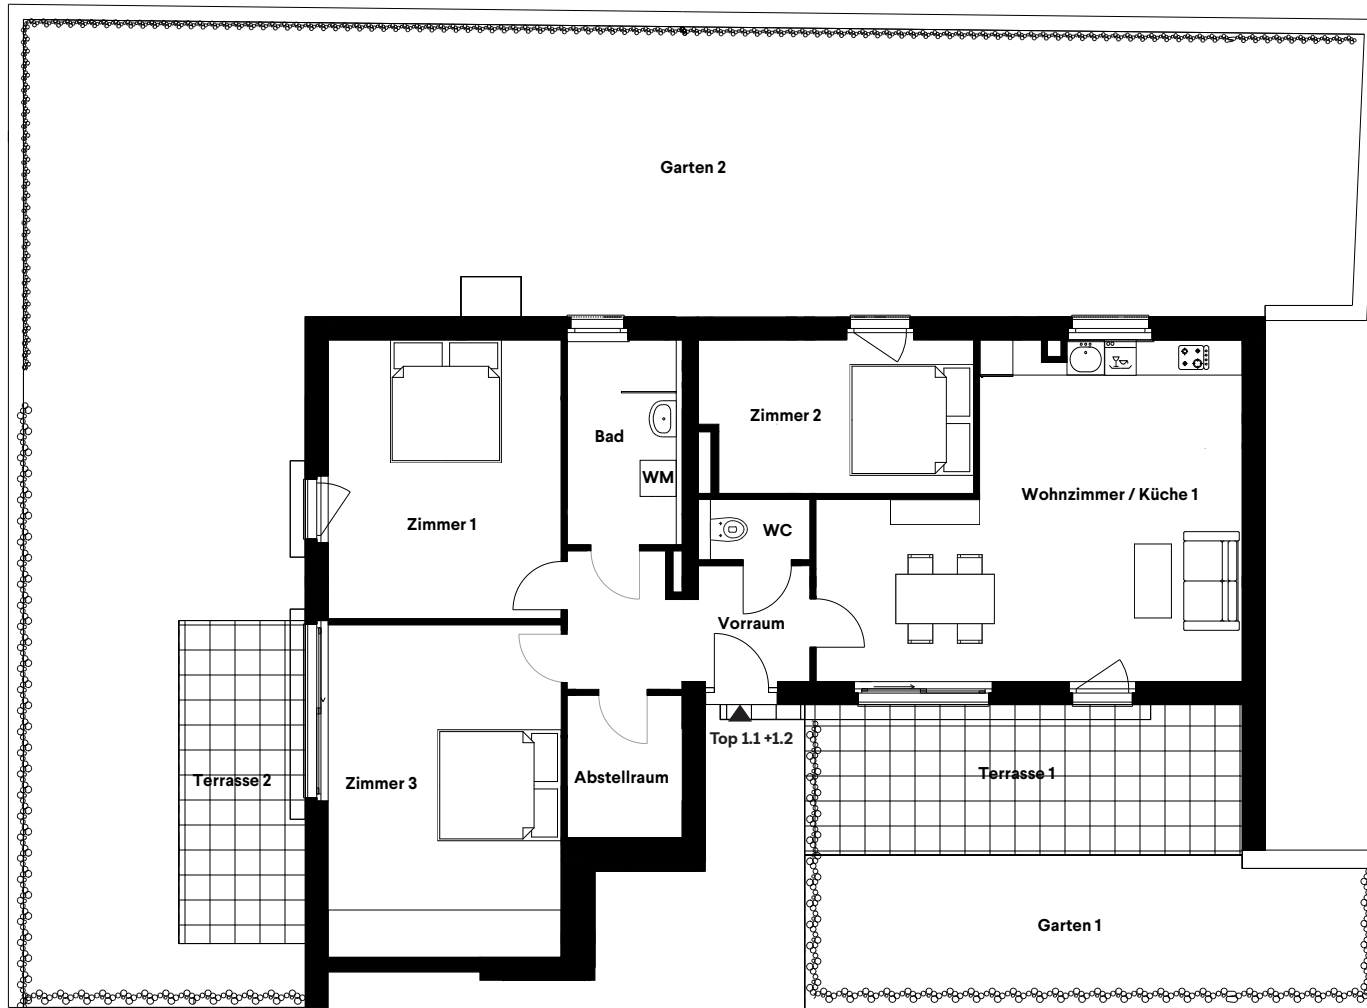 Garten 2
Zimmer 2
Bad
WM
Wohnzimmer / Küche 1
Zimmer 1
WC
Vorraum
Top 1.1 +1.2
Terrasse 1
Abstellraum
Terrasse 2
Zimmer 3
Garten 1